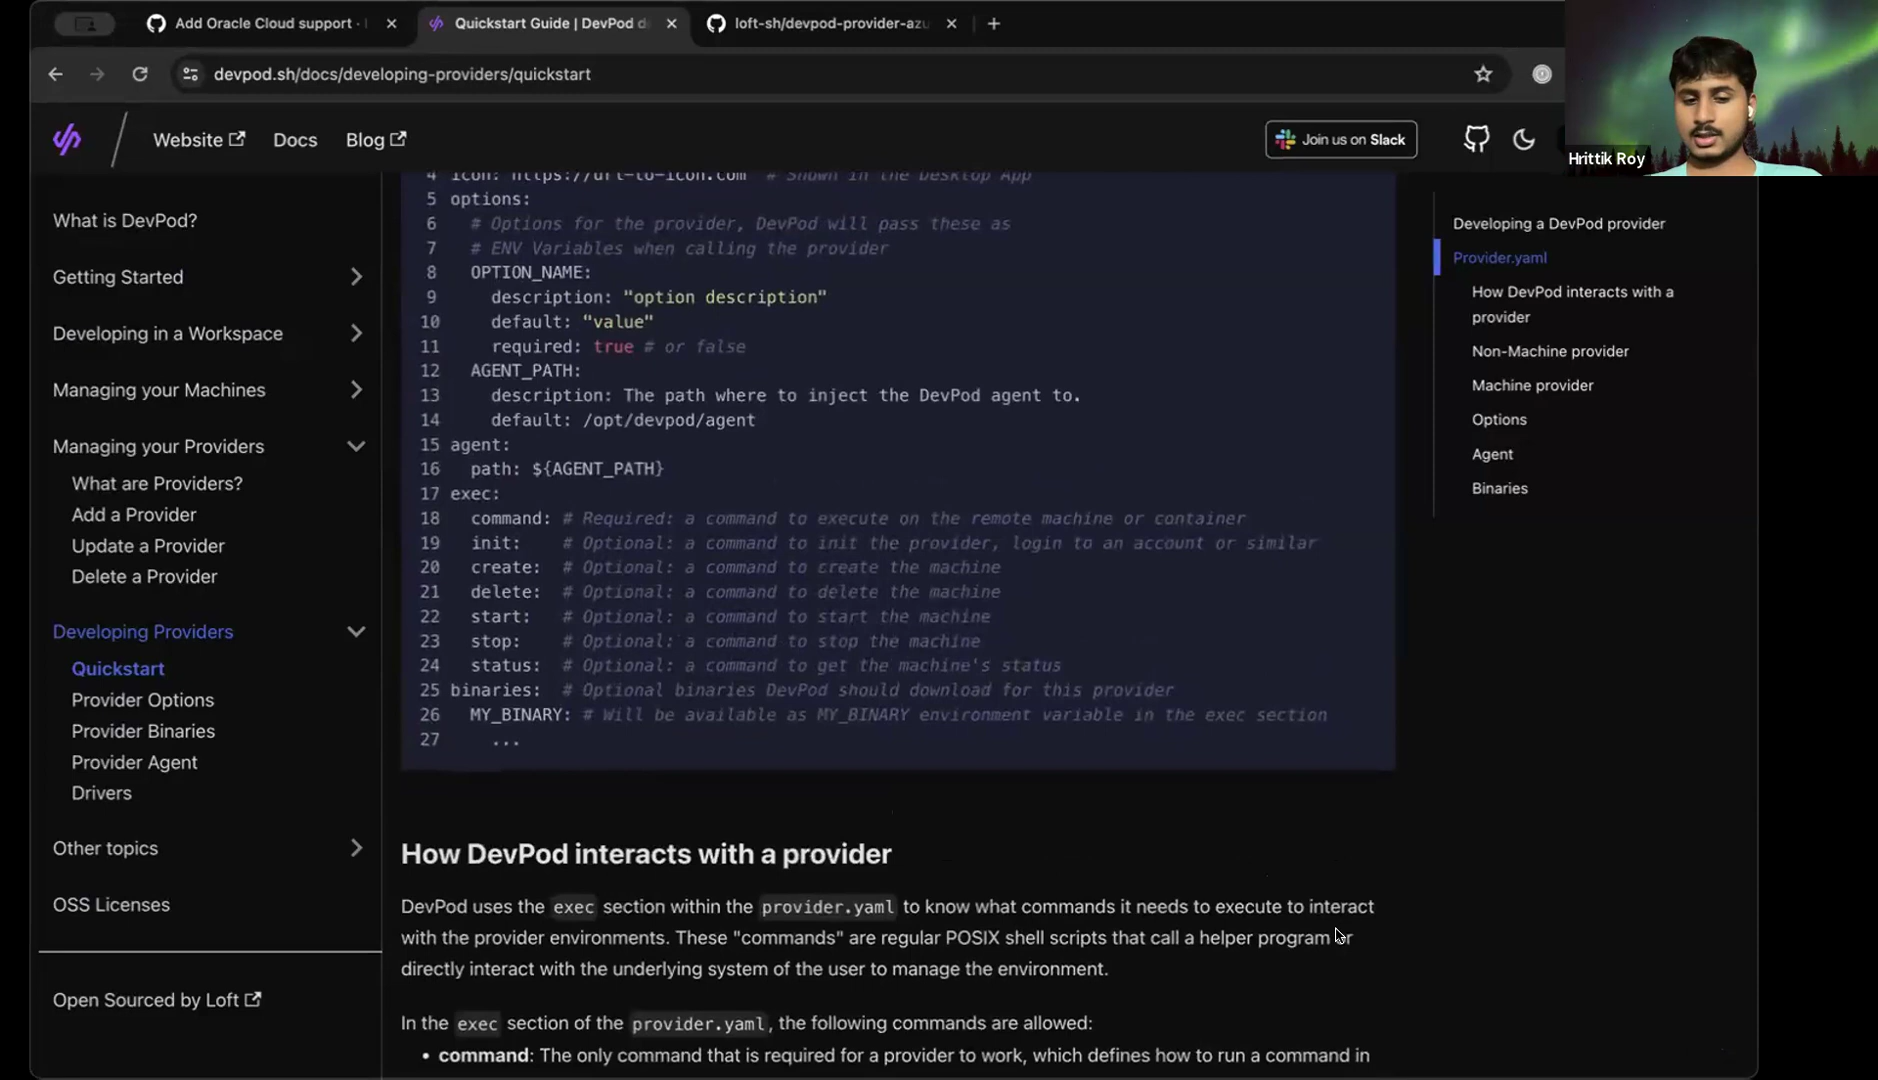 Add Oracle Cloud support ·
Quickstart Guide | DevPod d
loft-sh/devpod-provider-azu
devpod.sh/docs/developing-providers/quickstart
Website
Docs
Blog
Join us on Slack
Hrittik Roy
What is DevPod?
Getting Started
Developing in a Workspace
Managing your Machines
Managing your Providers
What are Providers?
Add a Provider
Update a Provider
Delete a Provider
Developing Providers
Quickstart
Provider Options
Provider Binaries
Provider Agent
Drivers
Other topics
OSS Licenses
Open Sourced by Loft
4 icon: https://url-to-icon.com # Shown in the Desktop App
5 options:
6 # Options for the provider, DevPod will pass these as
7 # ENV Variables when calling the provider
8 OPTION_NAME:
9 description: "option description"
10 default: "value"
11 required: true # or false
12 AGENT_PATH:
13 description: The path where to inject the DevPod agent to.
14 default: /opt/devpod/agent
15 agent:
16 path: ${AGENT_PATH}
17 exec:
18 command: # Required: a command to execute on the remote machine or container
19 init: # Optional: a command to init the provider, login to an account or similar
20 create: # Optional: a command to create the machine
21 delete: # Optional: a command to delete the machine
22 start: # Optional: a command to start the machine
23 stop: # Optional: a command to stop the machine
24 status: # Optional: a command to get the machine's status
25 binaries: # Optional binaries DevPod should download for this provider
26 MY_BINARY: # Will be available as MY_BINARY environment variable in the exec section
27 ...
How DevPod interacts with a provider
DevPod uses the exec section within the provider.yaml to know what commands it needs to execute to interact
with the provider environments. These "commands" are regular POSIX shell scripts that call a helper program or
directly interact with the underlying system of the user to manage the environment.
In the exec section of the provider.yaml, the following commands are allowed:
• command: The only command that is required for a provider to work, which defines how to run a command in
Developing a DevPod provider
Provider.yaml
How DevPod interacts with a
provider
Non-Machine provider
Machine provider
Options
Agent
Binaries